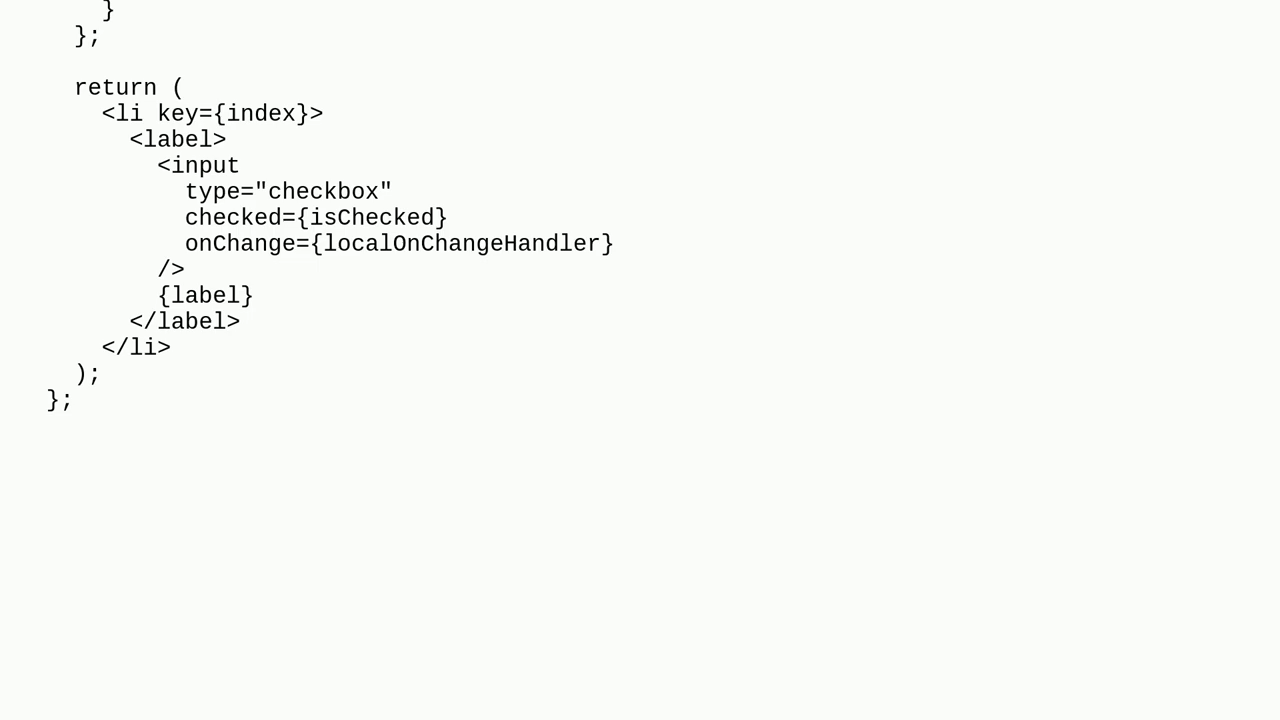 }
  };

  return (
    <li key={index}>
      <label>
        <input
          type="checkbox"
          checked={isChecked}
          onChange={localOnChangeHandler}
        />
        {label}
      </label>
    </li>
  );
};